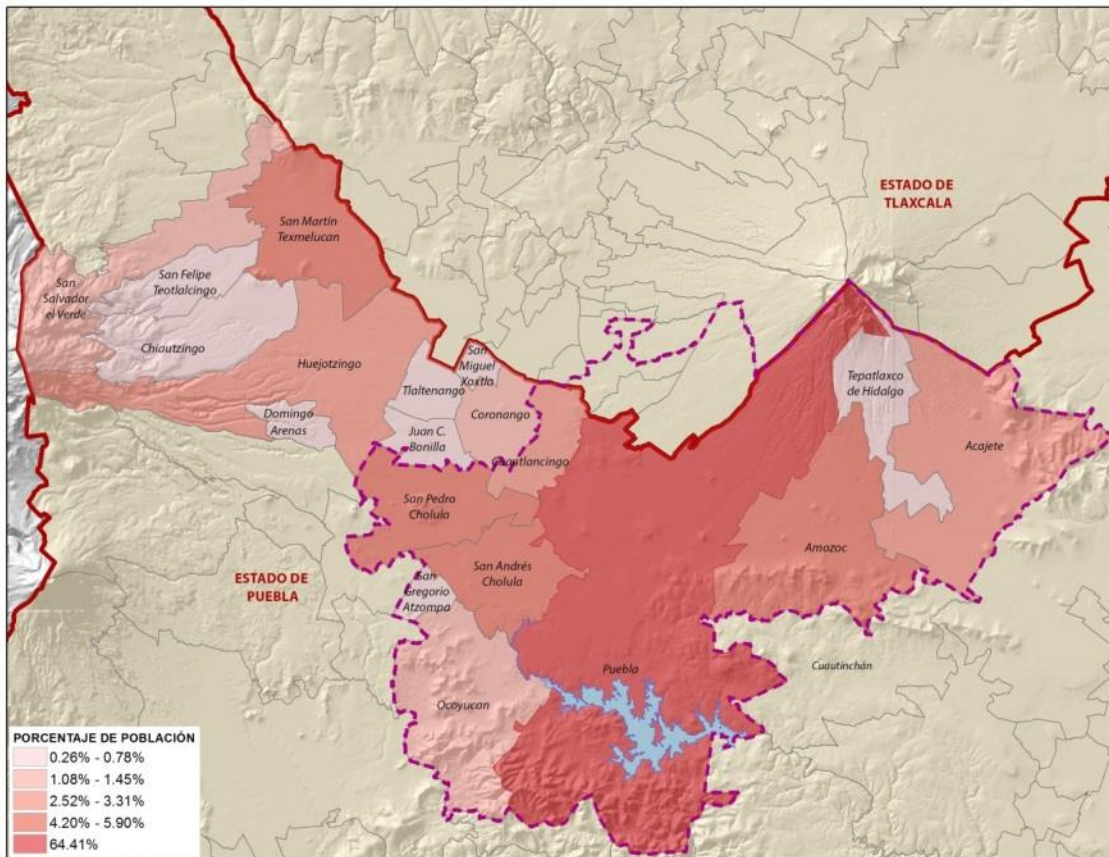 ESTADO DE
TLAXCALA
San Martín
Texmelucan
San Felipe
Teotlalcingo
San
Salvador
el Verde
Chiautzingo
Huejotzingo
San
Miguel
Xoxtla
Tlaltenango
Tepatlaxco
de Hidalgo
Domingo
Arenas
Coronango
Juan C.
Bonilla
Acajete
Cuautlancingo
San Pedro
Cholula
Amozoc
San Andrés
Cholula
ESTADO DE
PUEBLA
San
Gregorio
Atzompa
Puebla
Cuautinchán
Ocoyucan
PORCENTAJE DE POBLACIÓN
0.26% - 0.78%
1.08% - 1.45%
2.52% - 3.31%
4.20% - 5.90%
64.41%